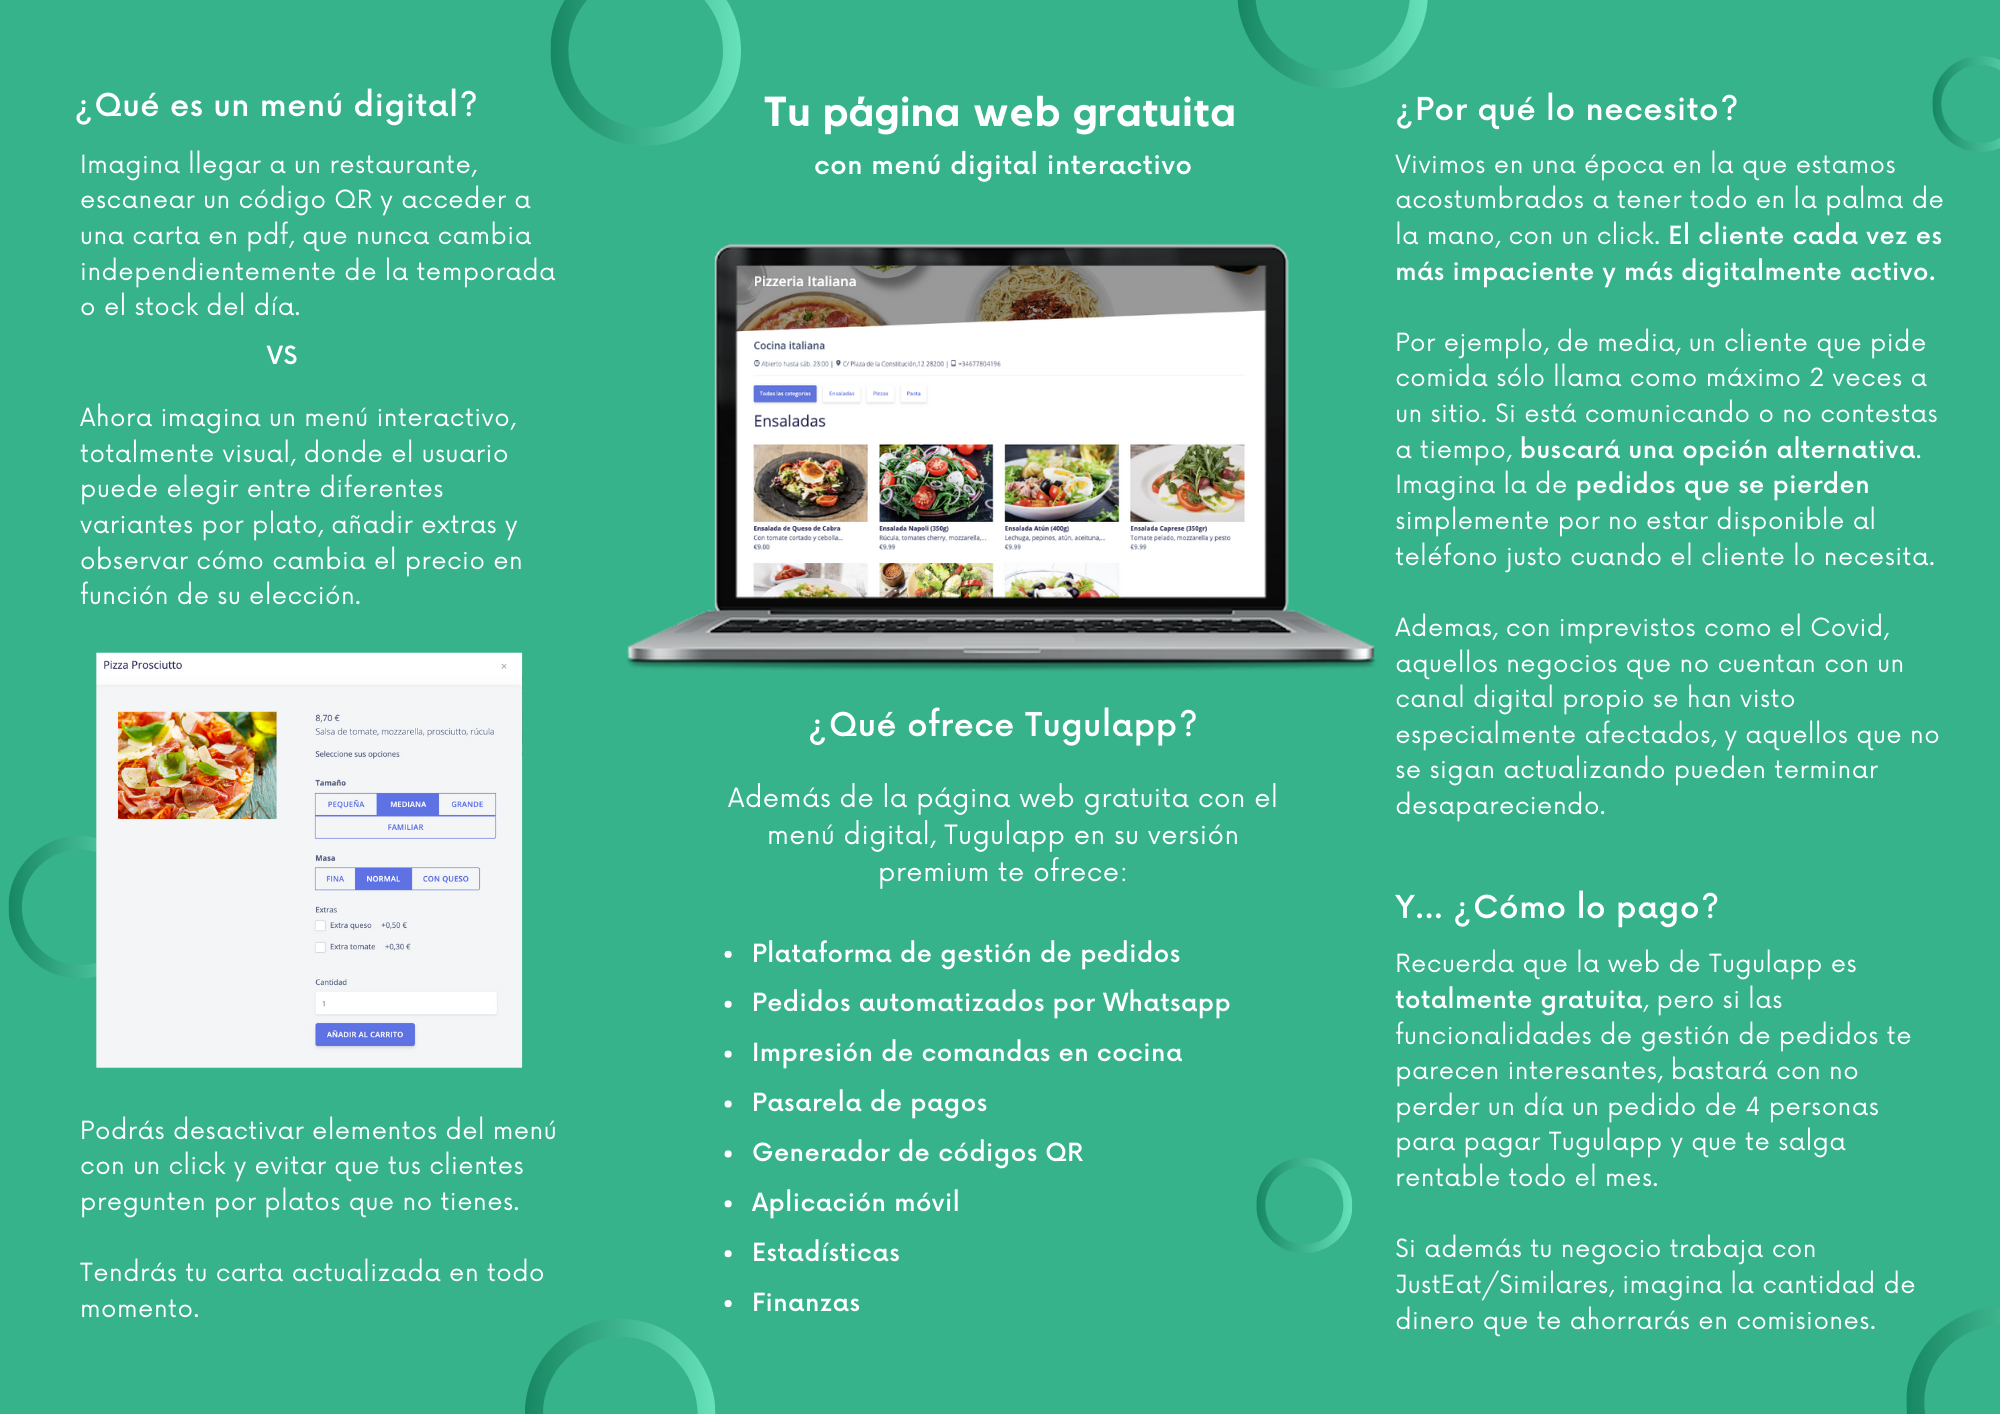 ¿Qué es un menú digital?
Imagina llegar a un restaurante,
escanear un código QR y acceder a
una carta en pdf, que nunca cambia
independientemente de la temporada
o el stock del día.
VS
Ahora imagina un menú interactivo,
totalmente visual, donde el usuario
puede elegir entre diferentes
variantes por plato, añadir extras y
observar cómo cambia el precio en
función de su elección.
Pizza Prosciutto
×
8,70 €
Salsa de tomate, mozzarella, prosciutto, rúcula
Seleccione sus opciones
Tamaño
PEQUEÑA MEDIANA GRANDE
FAMILIAR
Masa
FINA NORMAL CON QUESO
Extras
Extra queso +0,50 €
Extra tomate +0,30 €
Cantidad
1
AÑADIR AL CARRITO
Podrás desactivar elementos del menú
con un click y evitar que tus clientes
pregunten por platos que no tienes.
Tendrás tu carta actualizada en todo
momento.
Tu página web gratuita
con menú digital interactivo
Pizzeria Italiana
Cocina italiana
Abierto hasta sáb. 23:00 | C/ Plaza de la Constitución,12 28200 | +34677804196
Todas las categorias Ensaladas Pizzas Pasta
Ensaladas
Ensalada de Queso de Cabra Ensalada Napoli (350g) Ensalada Atún (400g) Ensalada Caprese (350gr)
Con tomate cortado y cebolla... Rúcula, tomates cherry, mozzarella,... Lechuga, pepinos, atún, aceituna,... Tomate pelado, mozzarella y pesto
€9.00 €9.99 €9.99 €9.99
¿Qué ofrece Tugulapp?
Además de la página web gratuita con el
menú digital, Tugulapp en su versión
premium te ofrece:
• Plataforma de gestión de pedidos
• Pedidos automatizados por Whatsapp
• Impresión de comandas en cocina
• Pasarela de pagos
• Generador de códigos QR
• Aplicación móvil
• Estadísticas
• Finanzas
¿Por qué lo necesito?
Vivimos en una época en la que estamos
acostumbrados a tener todo en la palma de
la mano, con un click. El cliente cada vez es
más impaciente y más digitalmente activo.
Por ejemplo, de media, un cliente que pide
comida sólo llama como máximo 2 veces a
un sitio. Si está comunicando o no contestas
a tiempo, buscará una opción alternativa.
Imagina la de pedidos que se pierden
simplemente por no estar disponible al
teléfono justo cuando el cliente lo necesita.
Ademas, con imprevistos como el Covid,
aquellos negocios que no cuentan con un
canal digital propio se han visto
especialmente afectados, y aquellos que no
se sigan actualizando pueden terminar
desapareciendo.
Y... ¿Cómo lo pago?
Recuerda que la web de Tugulapp es
totalmente gratuita, pero si las
funcionalidades de gestión de pedidos te
parecen interesantes, bastará con no
perder un día un pedido de 4 personas
para pagar Tugulapp y que te salga
rentable todo el mes.
Si además tu negocio trabaja con
JustEat/Similares, imagina la cantidad de
dinero que te ahorrarás en comisiones.